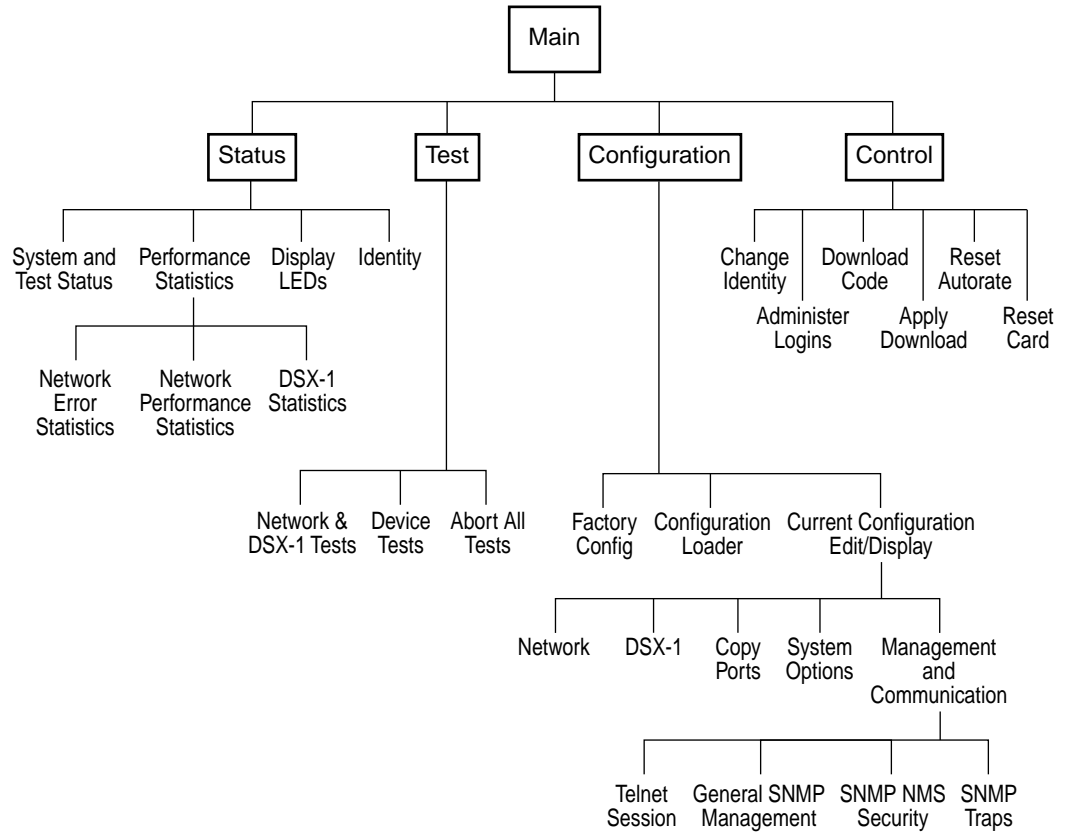 Main
Status
Test
Configuration
Control
System and
Test Status
Performance
Statistics
Display
LEDs
Identity
Change
Identity
Administer
Logins
Download
Code
Apply
Download
Reset
Autorate
Reset
Card
Network
Error
Statistics
Network
Performance
Statistics
DSX-1
Statistics
Network &
DSX-1 Tests
Device
Tests
Abort All
Tests
Factory
Config
Configuration
Loader
Current Configuration
Edit/Display
Network
DSX-1
Copy
Ports
System
Options
Management
and
Communication
Telnet
Session
General SNMP
Management
SNMP NMS
Security
SNMP
Traps